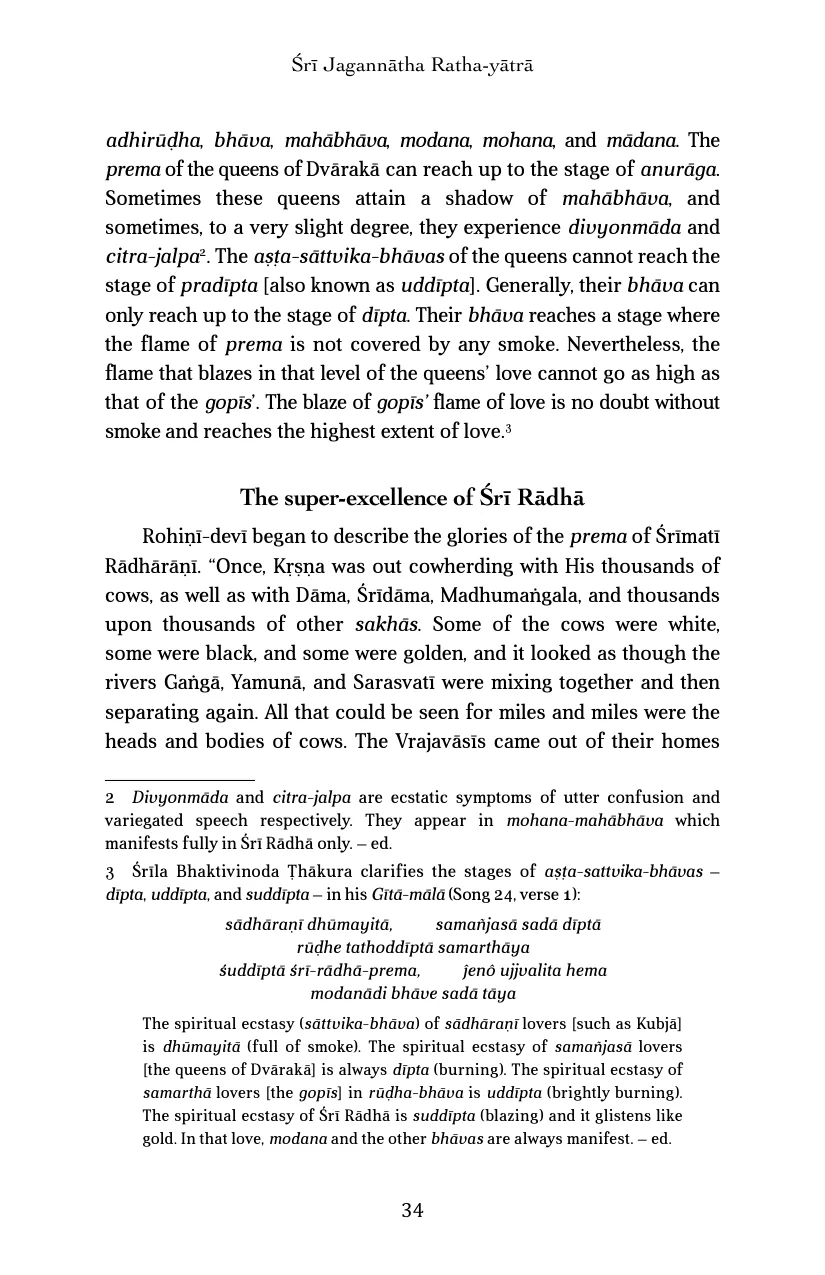 Śrī Jagannātha Ratha-yātrā
adhirūḍha, bhāva, mahābhāva, modana, mohana, and mādana. The
prema of the queens of Dvārakā can reach up to the stage of anurāga.
Sometimes these queens attain a shadow of mahābhāva, and
sometimes, to a very slight degree, they experience divyonmāda and
citra-jalpa². The aṣṭa-sāttvika-bhāvas of the queens cannot reach the
stage of pradīpta [also known as uddīpta]. Generally, their bhāva can
only reach up to the stage of dīpta. Their bhāva reaches a stage where
the flame of prema is not covered by any smoke. Nevertheless, the
flame that blazes in that level of the queens’ love cannot go as high as
that of the gopīs’. The blaze of gopīs’ flame of love is no doubt without
smoke and reaches the highest extent of love.³
The super-excellence of Śrī Rādhā
Rohiṇī-devī began to describe the glories of the prema of Śrīmatī
Rādhārāṇī. “Once, Kṛṣṇa was out cowherding with His thousands of
cows, as well as with Dāma, Śrīdāma, Madhumaṅgala, and thousands
upon thousands of other sakhās. Some of the cows were white,
some were black, and some were golden, and it looked as though the
rivers Gaṅgā, Yamunā, and Sarasvatī were mixing together and then
separating again. All that could be seen for miles and miles were the
heads and bodies of cows. The Vrajavāsīs came out of their homes
2 Divyonmāda and citra-jalpa are ecstatic symptoms of utter confusion and
variegated speech respectively. They appear in mohana-mahābhāva which
manifests fully in Śrī Rādhā only. – ed.
3 Śrīla Bhaktivinoda Ṭhākura clarifies the stages of aṣṭa-sattvika-bhāvas –
dīpta, uddīpta, and suddīpta – in his Gītā-mālā (Song 24, verse 1):
sādhāraṇī dhūmayitā, samañjasā sadā dīptā
rūḍhe tathoddīptā samarthāya
śuddīptā śrī-rādhā-prema, ĵenô ujjvalita hema
modanādi bhāve sadā tāya
The spiritual ecstasy (sāttvika-bhāva) of sādhāraṇī lovers [such as Kubjā]
is dhūmayitā (full of smoke). The spiritual ecstasy of samañjasā lovers
[the queens of Dvārakā] is always dīpta (burning). The spiritual ecstasy of
samarthā lovers [the gopīs] in rūḍha-bhāva is uddīpta (brightly burning).
The spiritual ecstasy of Śrī Rādhā is suddīpta (blazing) and it glistens like
gold. In that love, modana and the other bhāvas are always manifest. – ed.
34